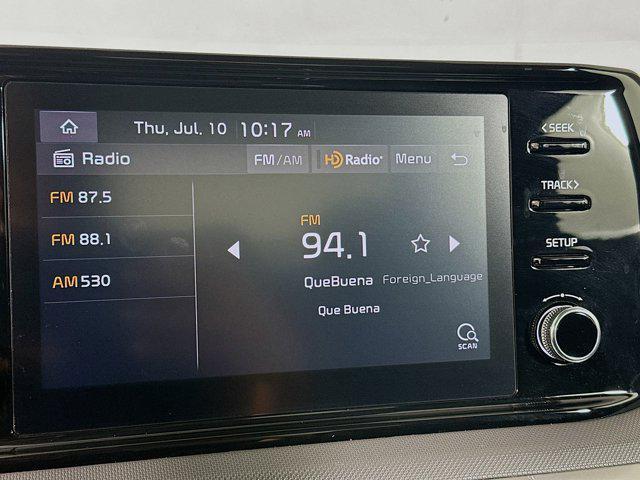 Thu, Jul. 10 10:17 AM
Radio FM/AM HD Radio Menu
FM 87.5
FM 88.1
AM 530
FM
94.1
QueBuena Foreign_Language
Que Buena
SCAN
<SEEK
TRACK>
SETUP